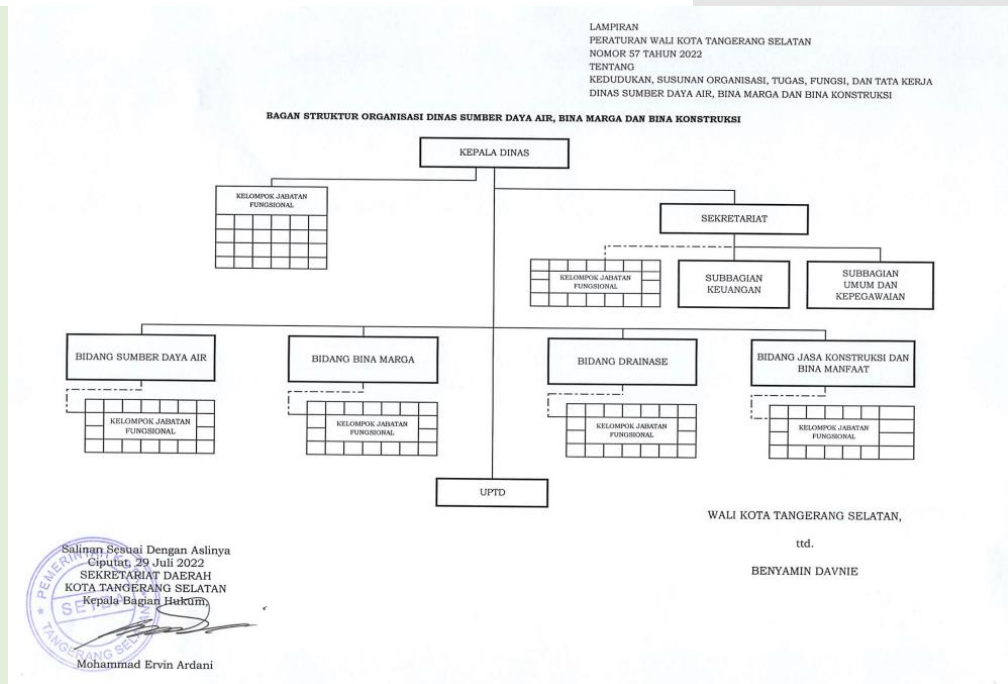 LAMPIRAN
PERATURAN WALI KOTA TANGERANG SELATAN
NOMOR 57 TAHUN 2022
TENTANG
KEDUDUKAN, SUSUNAN ORGANISASI, TUGAS, FUNGSI, DAN TATA KERJA
DINAS SUMBER DAYA AIR, BINA MARGA DAN BINA KONSTRUKSI
BAGAN STRUKTUR ORGANISASI DINAS SUMBER DAYA AIR, BINA MARGA DAN BINA KONSTRUKSI
KEPALA DINAS
KELOMPOK JABATAN
FUNGSIONAL
SEKRETARIAT
KELOMPOK JABATAN
FUNGSIONAL
SUBBAGIAN
KEUANGAN
SUBBAGIAN
UMUM DAN
KEPEGAWAIAN
BIDANG SUMBER DAYA AIR
BIDANG BINA MARGA
BIDANG DRAINASE
BIDANG JASA KONSTRUKSI DAN
BINA MANFAAT
KELOMPOK JABATAN
FUNGSIONAL
KELOMPOK JABATAN
FUNGSIONAL
KELOMPOK JABATAN
FUNGSIONAL
KELOMPOK JABATAN
FUNGSIONAL
UPTD
WALI KOTA TANGERANG SELATAN,
ttd.
BENYAMIN DAVNIE
Salinan Sesuai Dengan Aslinya
Ciputat, 29 Juli 2022
SEKRETARIAT DAERAH
KOTA TANGERANG SELATAN
Kepala Bagian Hukum,
Mohammad Ervin Ardani
PEMERINTAH
SETDA
TANGERANG